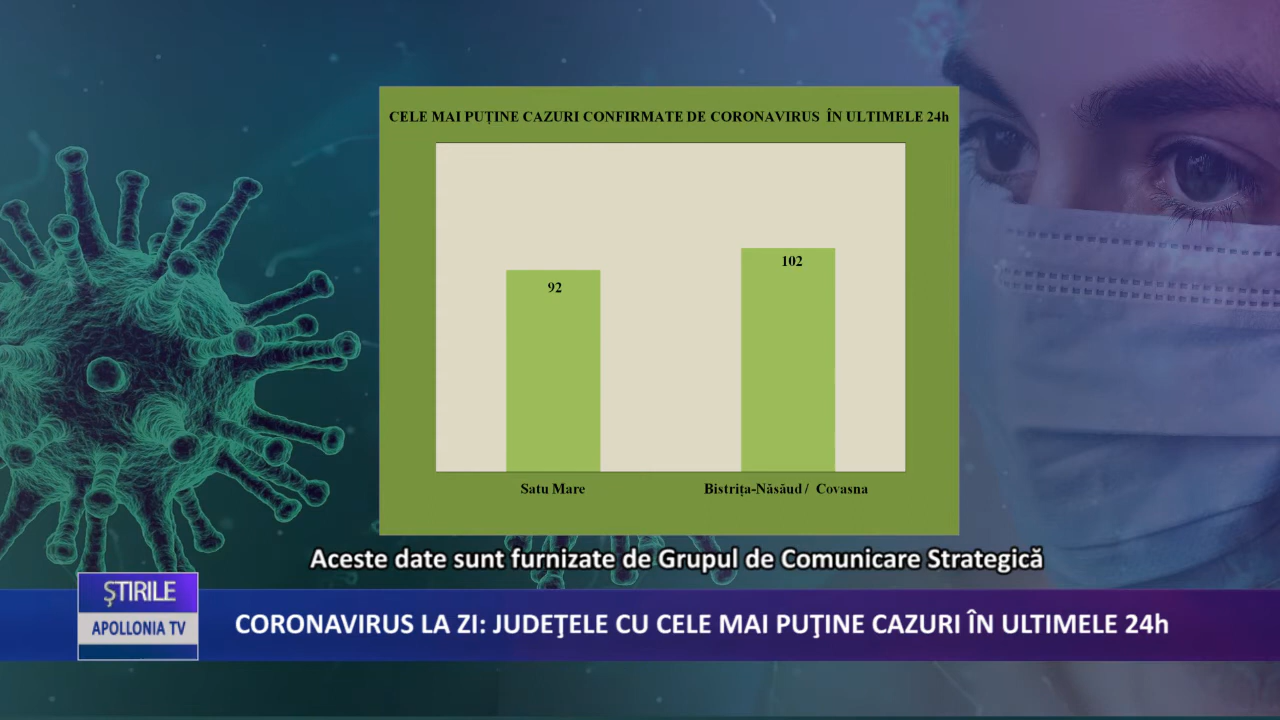 CELE MAI PUȚINE CAZURI CONFIRMATE DE CORONAVIRUS ÎN ULTIMELE 24h
92
102
Satu Mare
Bistrița-Năsăud / Covasna
Aceste date sunt furnizate de Grupul de Comunicare Strategică
ŞTIRILE
APOLLONIA TV
CORONAVIRUS LA ZI: JUDEŢELE CU CELE MAI PUŢINE CAZURI ÎN ULTIMELE 24h